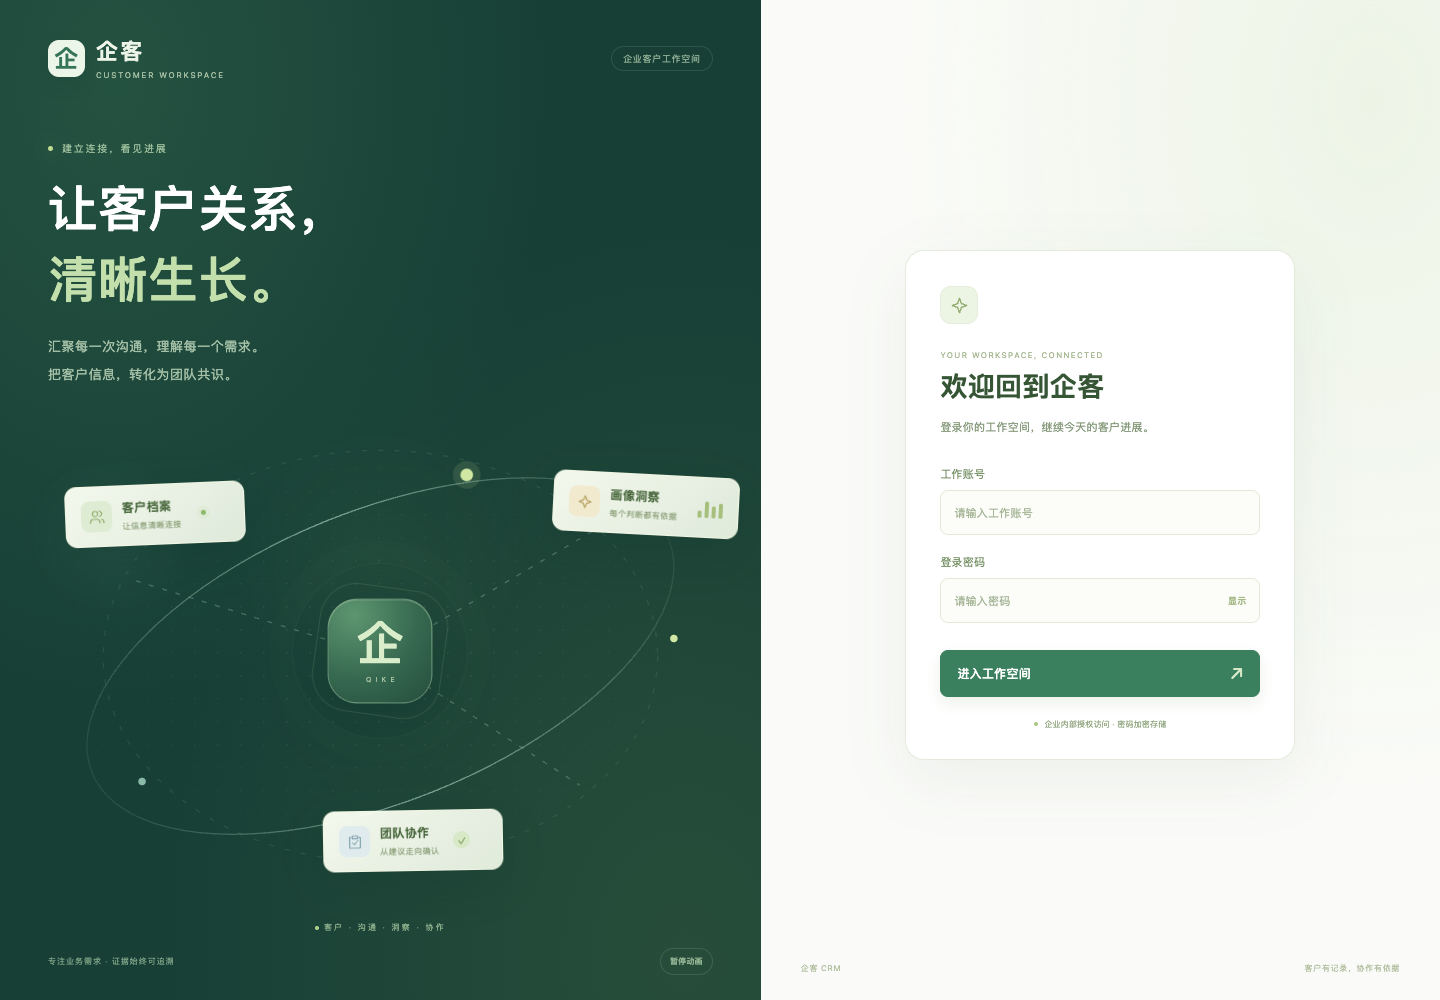 企 企客
CUSTOMER WORKSPACE
企业客户工作空间
建立连接，看见进展
让客户关系，
清晰生长。
汇聚每一次沟通，理解每一个需求。
把客户信息，转化为团队共识。
客户档案
让信息清晰连接
画像洞察
每个判断都有依据
企
QIKE
团队协作
从建议走向确认
客户 · 沟通 · 洞察 · 协作
专注业务需求 · 证据始终可追溯
暂停动画
YOUR WORKSPACE, CONNECTED
欢迎回到企客
登录你的工作空间，继续今天的客户进展。
工作账号
请输入工作账号
登录密码
请输入密码
显示
进入工作空间
企业内部授权访问 · 密码加密存储
企客 CRM
客户有记录，协作有依据